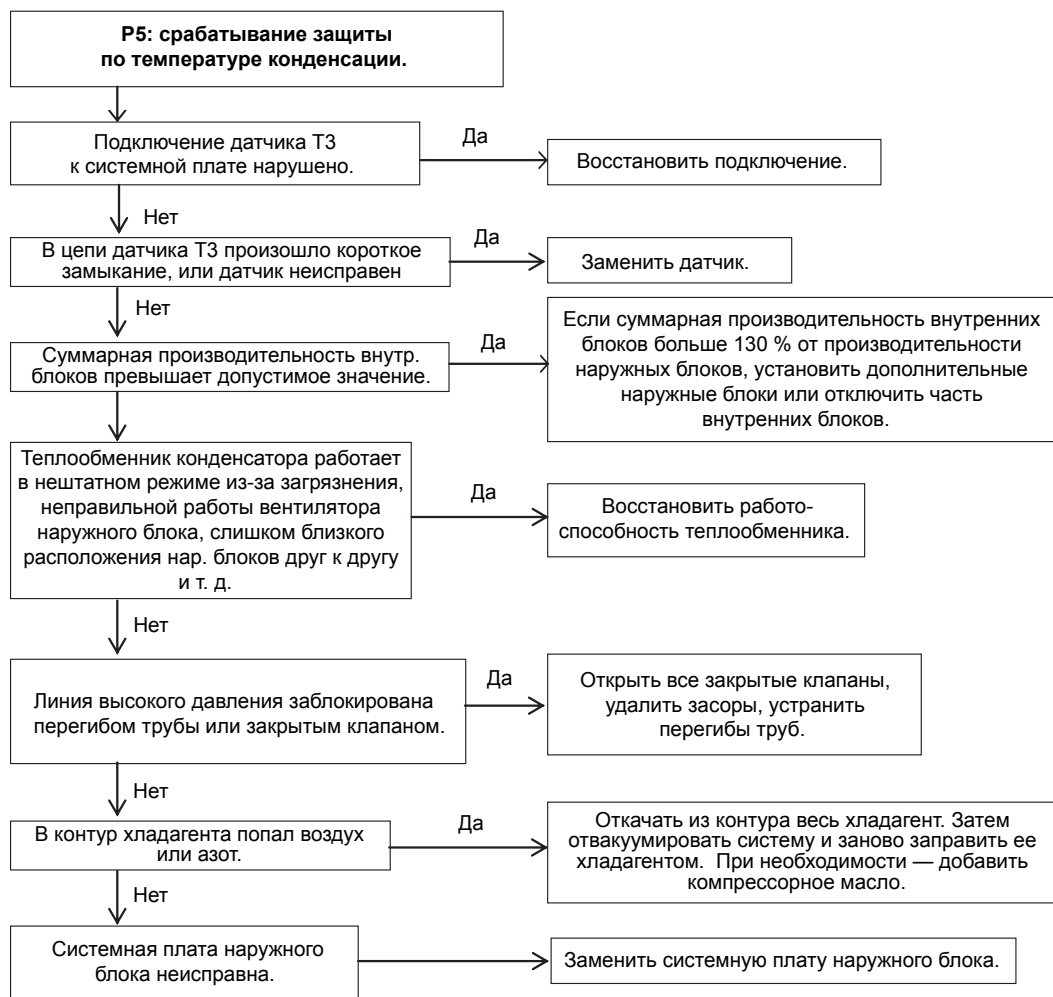 P5: срабатывание защиты
по температуре конденсации.
Подключение датчика T3
к системной плате нарушено.
Да
Восстановить подключение.
Нет
В цепи датчика T3 произошло короткое
замыкание, или датчик неисправен
Да
Заменить датчик.
Нет
Суммарная производительность внутр.
блоков превышает допустимое значение.
Да
Если суммарная производительность внутренних
блоков больше 130 % от производительности
наружных блоков, установить дополнительные
наружные блоки или отключить часть
внутренних блоков.
Теплообменник конденсатора работает
в нештатном режиме из-за загрязнения,
неправильной работы вентилятора
наружного блока, слишком близкого
расположения нар. блоков друг к другу
и т. д.
Да
Восстановить работо-
способность теплообменника.
Нет
Линия высокого давления заблокирована
перегибом трубы или закрытым клапаном.
Да
Открыть все закрытые клапаны,
удалить засоры, устранить
перегибы труб.
Нет
В контур хладагента попал воздух
или азот.
Да
Откачать из контура весь хладагент. Затем
отвакуумировать систему и заново заправить ее
хладагентом.  При необходимости — добавить
компрессорное масло.
Нет
Системная плата наружного
блока неисправна.
Заменить системную плату наружного блока.